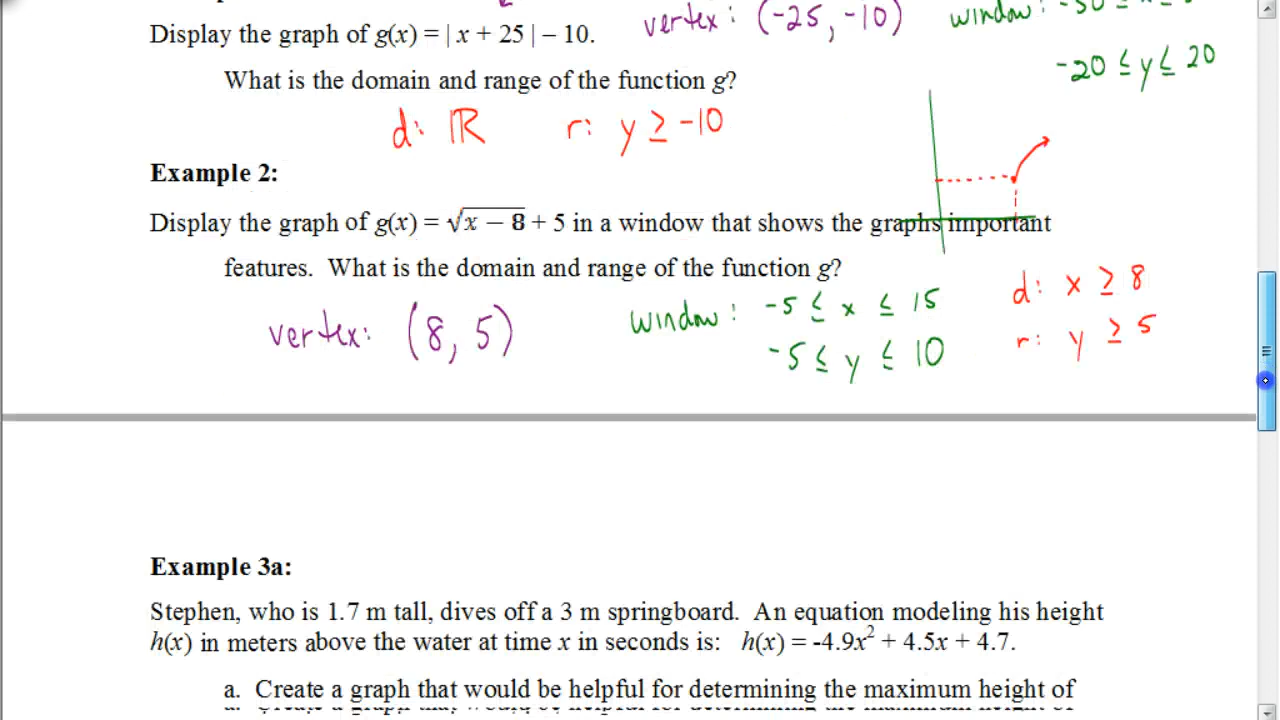 vertex: (-25, -10)
window: -50 ≤ x ≤
Display the graph of g(x) = | x + 25 | – 10.
-20 ≤ y ≤ 20
What is the domain and range of the function g?
d: ℝ r: y ≥ -10
Example 2:
Display the graph of g(x) = √x − 8 + 5 in a window that shows the graphs important
features. What is the domain and range of the function g?
vertex: (8, 5)
window: -5 ≤ x ≤ 15
-5 ≤ y ≤ 10
d: x ≥ 8
r: y ≥ 5
Example 3a:
Stephen, who is 1.7 m tall, dives off a 3 m springboard. An equation modeling his height
h(x) in meters above the water at time x in seconds is: h(x) = -4.9x² + 4.5x + 4.7.
a. Create a graph that would be helpful for determining the maximum height of